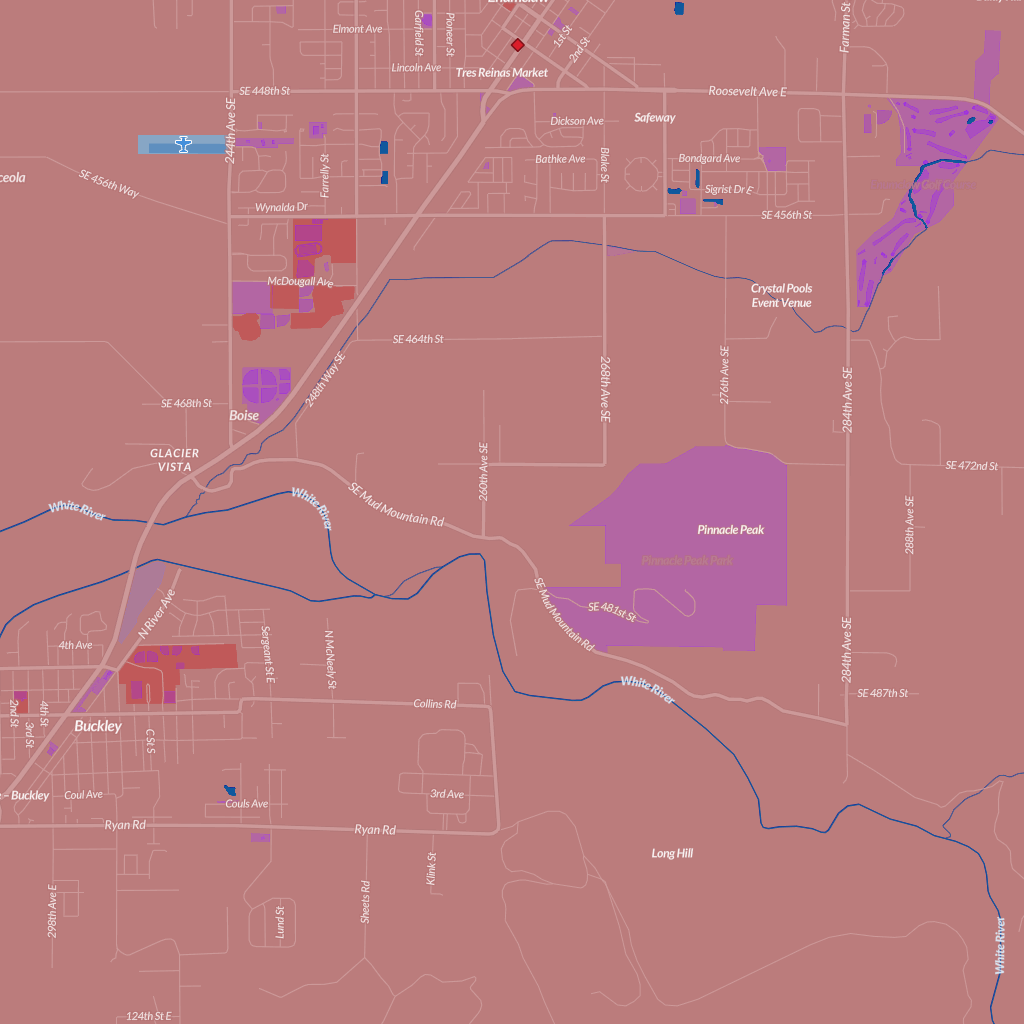 Enumclaw
Elmont Ave
Garfield St
Pioneer St
1st St
2nd St
Farman St
Lincoln Ave
Tres Reinas Market
SE 448th St
Roosevelt Ave E
244th Ave SE
Dickson Ave
Safeway
Farrelly St
Bathke Ave
Blake St
Bondgard Ave
ceola
SE 456th Way
Sigrist Dr E
Wynalda Dr
SE 456th St
McDougall Ave
Crystal Pools
Event Venue
SE 464th St
248th Way SE
268th Ave SE
276th Ave SE
284th Ave SE
SE 468th St
Boise
GLACIER
VISTA
260th Ave SE
SE 472nd St
White River
White River
SE Mud Mountain Rd
288th Ave SE
Pinnacle Peak
Pinnacle Peak Park
N River Ave
SE Mud Mountain Rd
SE 481st St
4th Ave
Sergeant St E
N McNeely St
284th Ave SE
White River
SE 487th St
2nd St
3rd St
4th St
Collins Rd
Buckley
C St S
e – Buckley
Coul Ave
Couls Ave
3rd Ave
Ryan Rd
Ryan Rd
Long Hill
Klink St
298th Ave E
Lund St
Sheets Rd
White River
124th St E